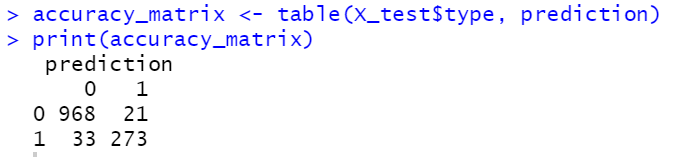 > accuracy_matrix <- table(X_test$type, prediction)
> print(accuracy_matrix)
   prediction
      0   1
  0 968  21
  1  33 273